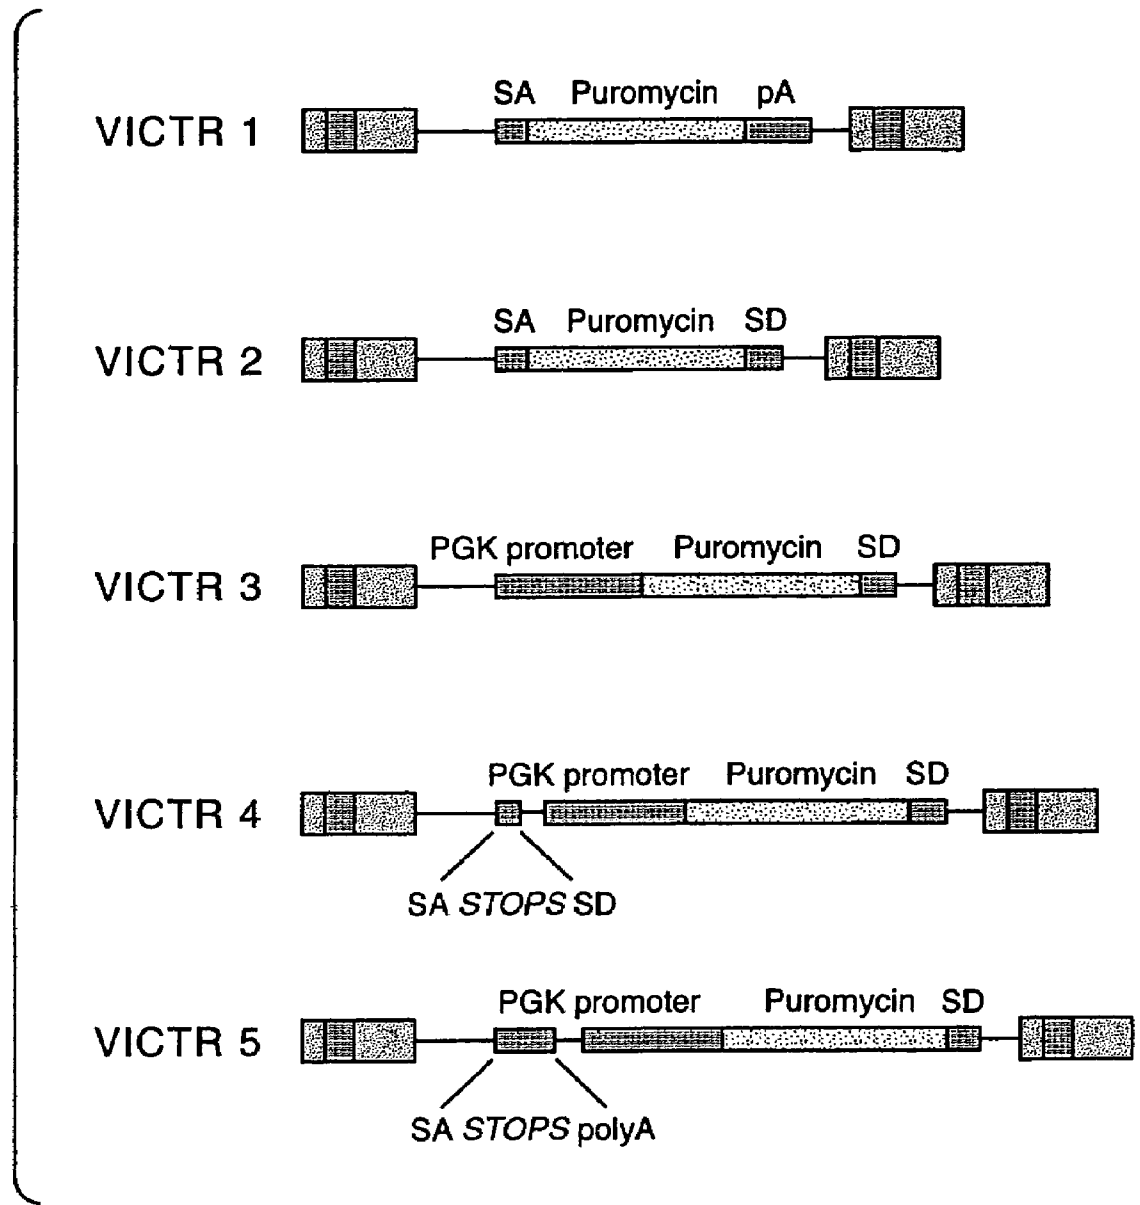 SA Puromycin pA
VICTR 1
SA Puromycin SD
VICTR 2
PGK promoter Puromycin SD
VICTR 3
PGK promoter Puromycin SD
VICTR 4
SA STOPS SD
PGK promoter Puromycin SD
VICTR 5
SA STOPS polyA